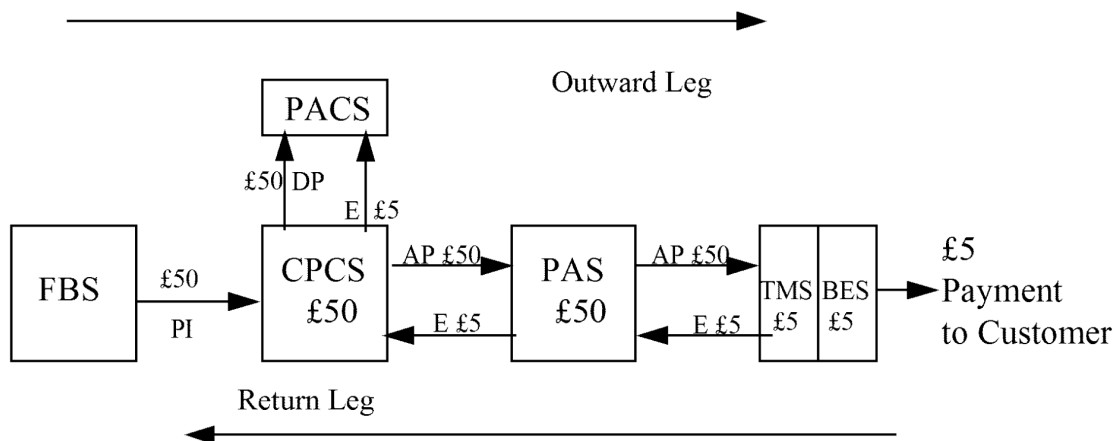 Outward Leg
PACS
£50 DP
E £5
FBS
£50
PI
CPCS
£50
AP £50
E £5
PAS
£50
AP £50
E £5
TMS
£5
BES
£5
£5
Payment
to Customer
Return Leg